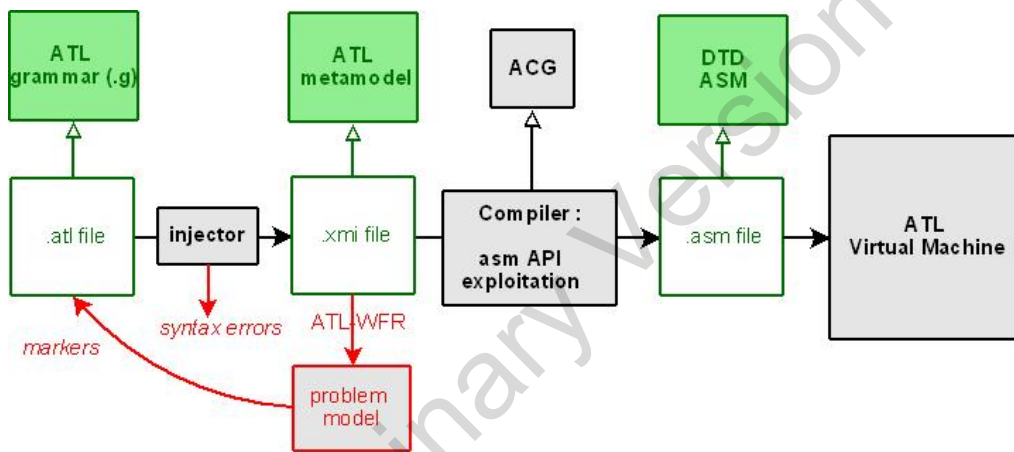 ATL
grammar (.g)
ATL
metamodel
ACG
DTD
ASM
.atl file
injector
.xmi file
Compiler :
asm API
exploitation
.asm file
ATL
Virtual Machine
markers
syntax errors
ATL-WFR
problem
model
inary Version